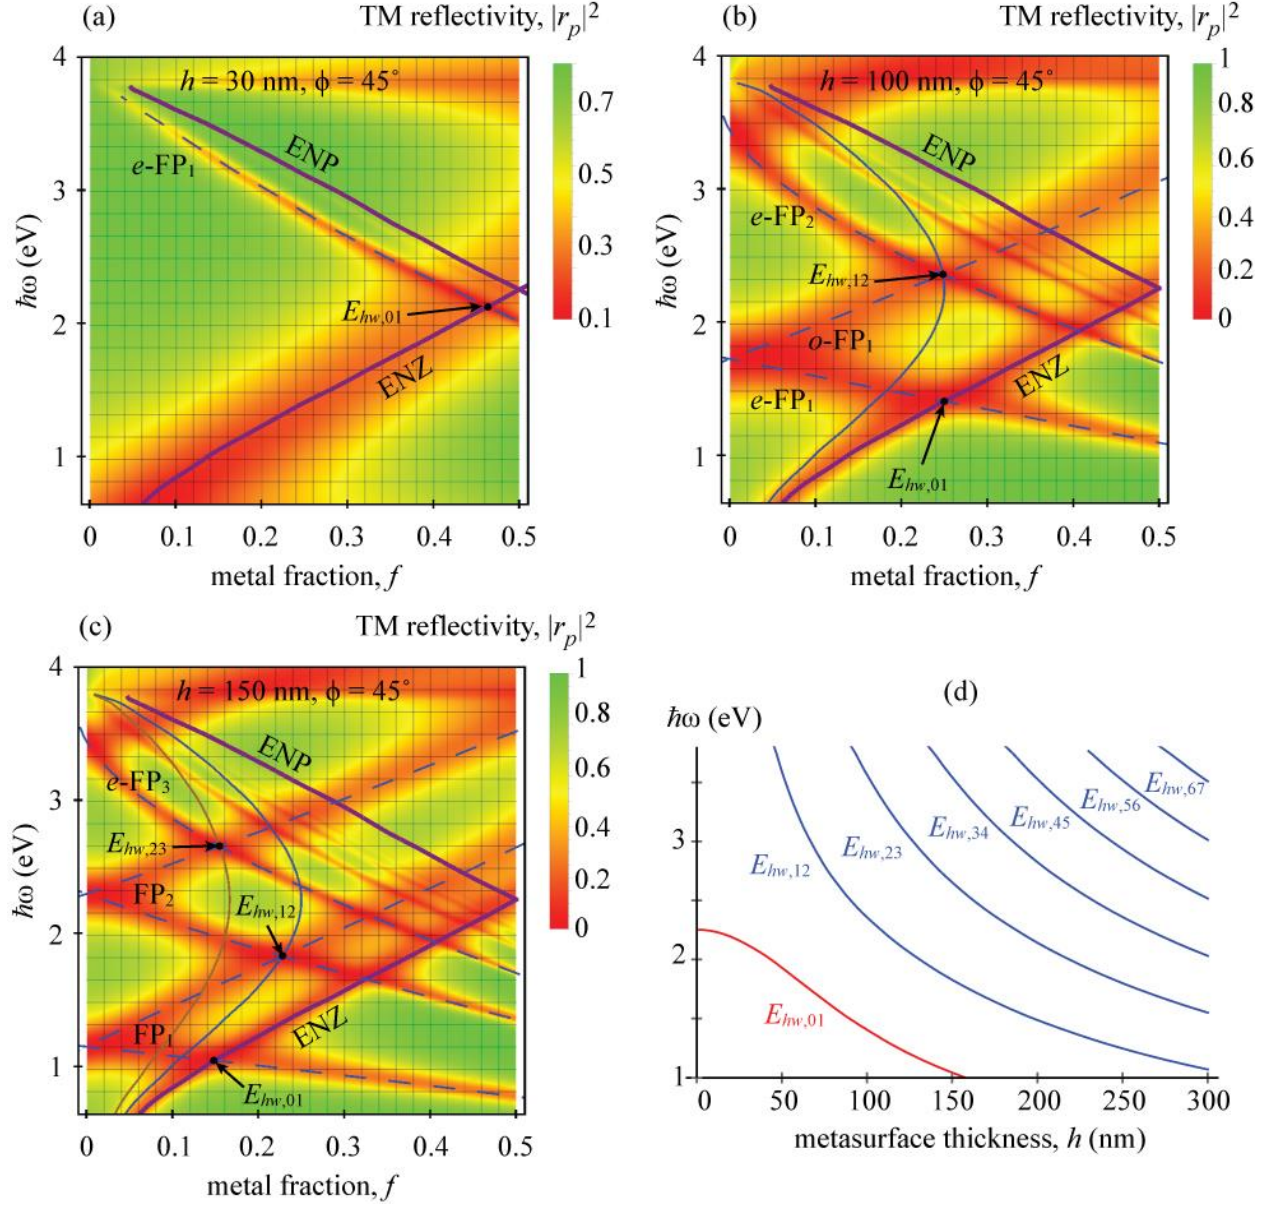 (a)
TM reflectivity, |r_p|^2
h = 30 nm, ϕ = 45°
ENP
e-FP_1
E_hw,01
ENZ
ħω (eV)
4
3
2
1
0 0.1 0.2 0.3 0.4 0.5
metal fraction, f
0.7
0.5
0.3
0.1
(b)
TM reflectivity, |r_p|^2
h = 100 nm, ϕ = 45°
ENP
e-FP_2
E_hw,12
o-FP_1
ENZ
e-FP_1
E_hw,01
ħω (eV)
4
3
2
1
0 0.1 0.2 0.3 0.4 0.5
metal fraction, f
1
0.8
0.6
0.4
0.2
0
(c)
TM reflectivity, |r_p|^2
h = 150 nm, ϕ = 45°
ENP
e-FP_3
E_hw,23
FP_2
E_hw,12
FP_1
ENZ
E_hw,01
ħω (eV)
4
3
2
1
0 0.1 0.2 0.3 0.4 0.5
metal fraction, f
1
0.8
0.6
0.4
0.2
0
(d)
ħω (eV)
3
2
1
E_hw,12
E_hw,23
E_hw,34
E_hw,45
E_hw,56
E_hw,67
E_hw,01
0 50 100 150 200 250 300
metasurface thickness, h (nm)